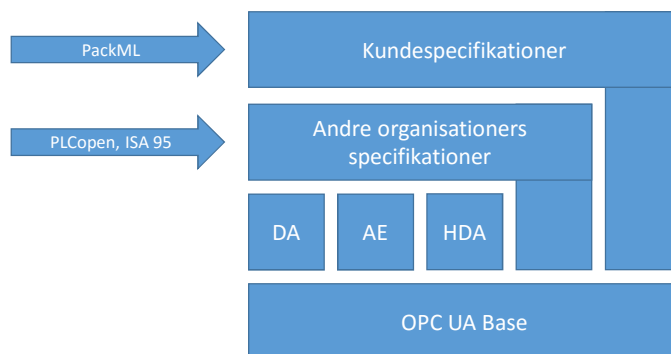 PackML
Kundespecifikationer
PLCopen, ISA 95
Andre organisationers
specifikationer
DA
AE
HDA
OPC UA Base